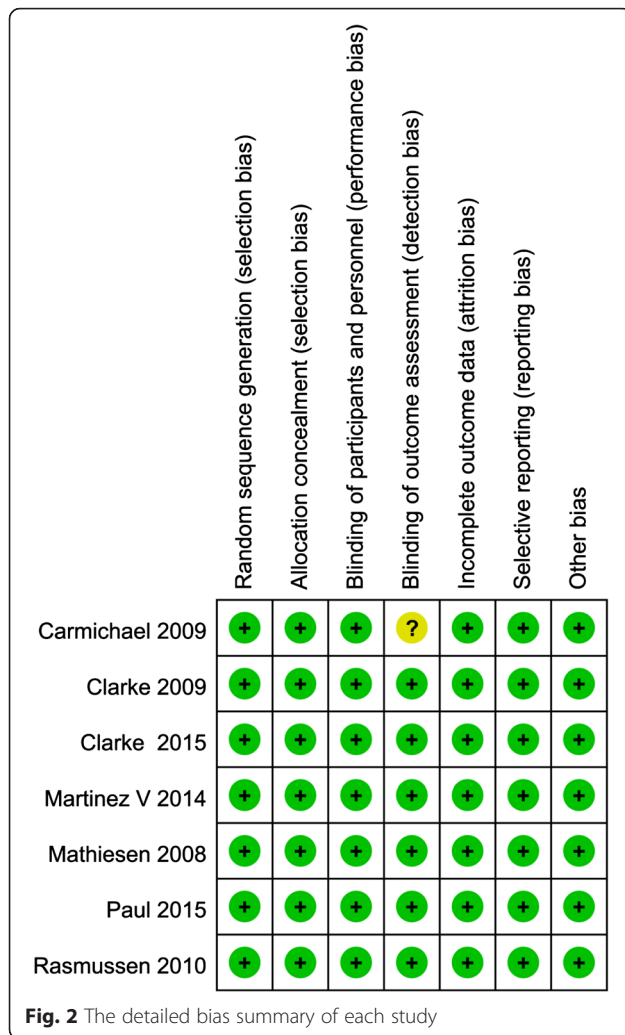 Random sequence generation (selection bias)
Allocation concealment (selection bias)
Blinding of participants and personnel (performance bias)
Blinding of outcome assessment (detection bias)
Incomplete outcome data (attrition bias)
Selective reporting (reporting bias)
Other bias
Carmichael 2009 + + + ? + + +
Clarke 2009 + + + + + + +
Clarke  2015 + + + + + + +
Martinez V 2014 + + + + + + +
Mathiesen 2008 + + + + + + +
Paul 2015 + + + + + + +
Rasmussen 2010 + + + + + + +
Fig. 2 The detailed bias summary of each study